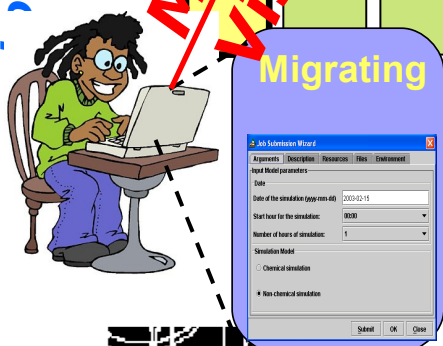 Migrating
Job Submission Wizard
Arguments Description Resources Files Environment
Input Model parameters
Date
Date of the simulation (yyyy-mm-dd) 2003-02-15
Start hour for the simulation: 00:00
Number of hours of simulation: 1
Simulation Model
Chemical simulation
Non-chemical simulation
Submit OK Close